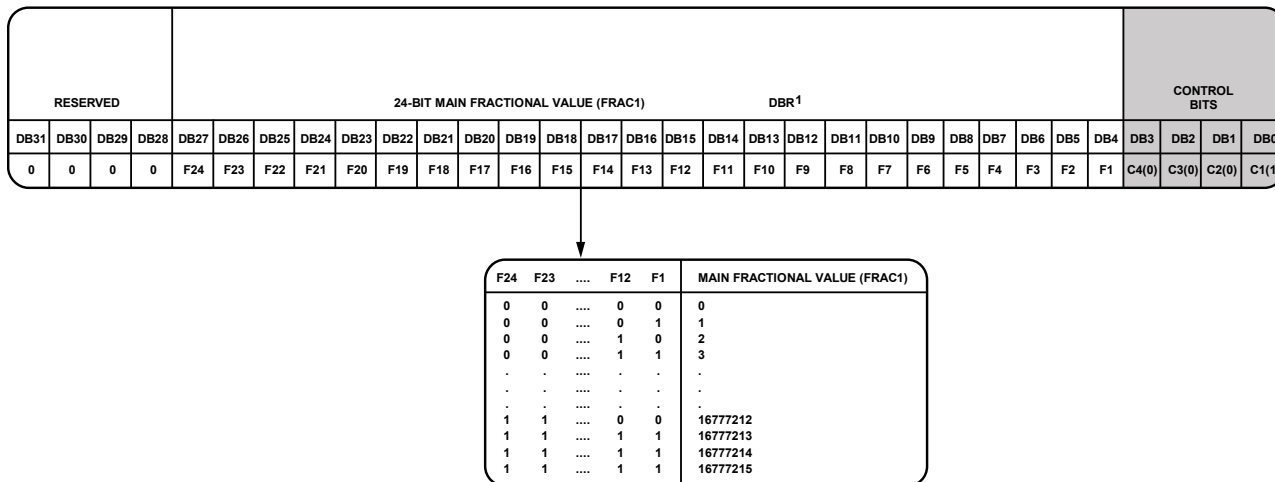 RESERVED 24-BIT MAIN FRACTIONAL VALUE (FRAC1) DBR1 CONTROL
BITS
DB31 DB30 DB29 DB28 DB27 DB26 DB25 DB24 DB23 DB22 DB21 DB20 DB19 DB18 DB17 DB16 DB15 DB14 DB13 DB12 DB11 DB10 DB9 DB8 DB7 DB6 DB5 DB4 DB3 DB2 DB1 DB0
0 0 0 0 F24 F23 F22 F21 F20 F19 F18 F17 F16 F15 F14 F13 F12 F11 F10 F9 F8 F7 F6 F5 F4 F3 F2 F1 C4(0) C3(0) C2(0) C1(1
F24 F23 .... F12 F1 MAIN FRACTIONAL VALUE (FRAC1)
0 0 .... 0 0 0
0 0 .... 0 1 1
0 0 .... 1 0 2
0 0 .... 1 1 3
. . .... . . .
. . .... . . .
. . .... . . .
1 1 .... 0 0 16777212
1 1 .... 1 1 16777213
1 1 .... 1 1 16777214
1 1 .... 1 1 16777215